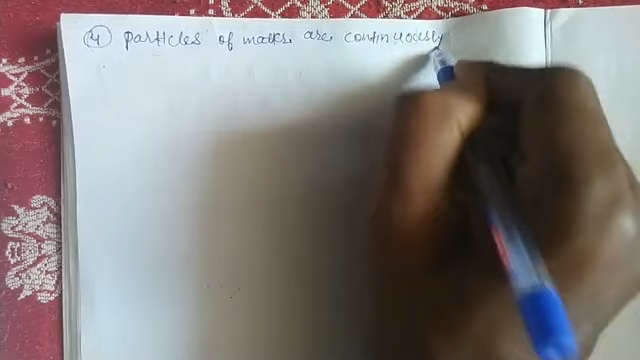 ④ Particles of matter are continuously